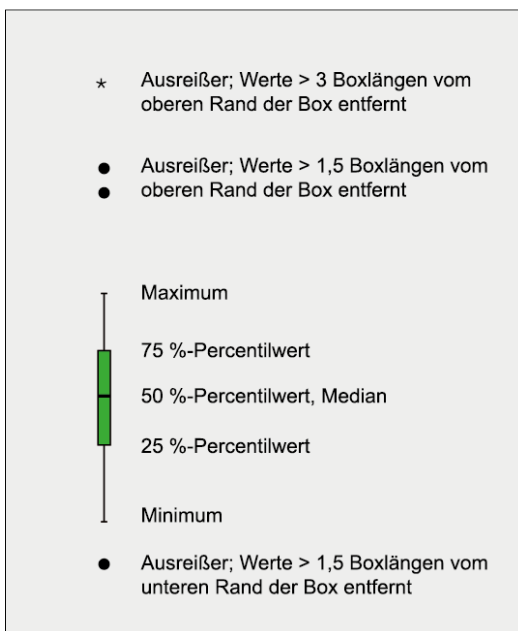 * Ausreißer; Werte > 3 Boxlängen vom
oberen Rand der Box entfernt
Ausreißer; Werte > 1,5 Boxlängen vom
oberen Rand der Box entfernt
Maximum
75 %-Percentilwert
50 %-Percentilwert, Median
25 %-Percentilwert
Minimum
Ausreißer; Werte > 1,5 Boxlängen vom
unteren Rand der Box entfernt